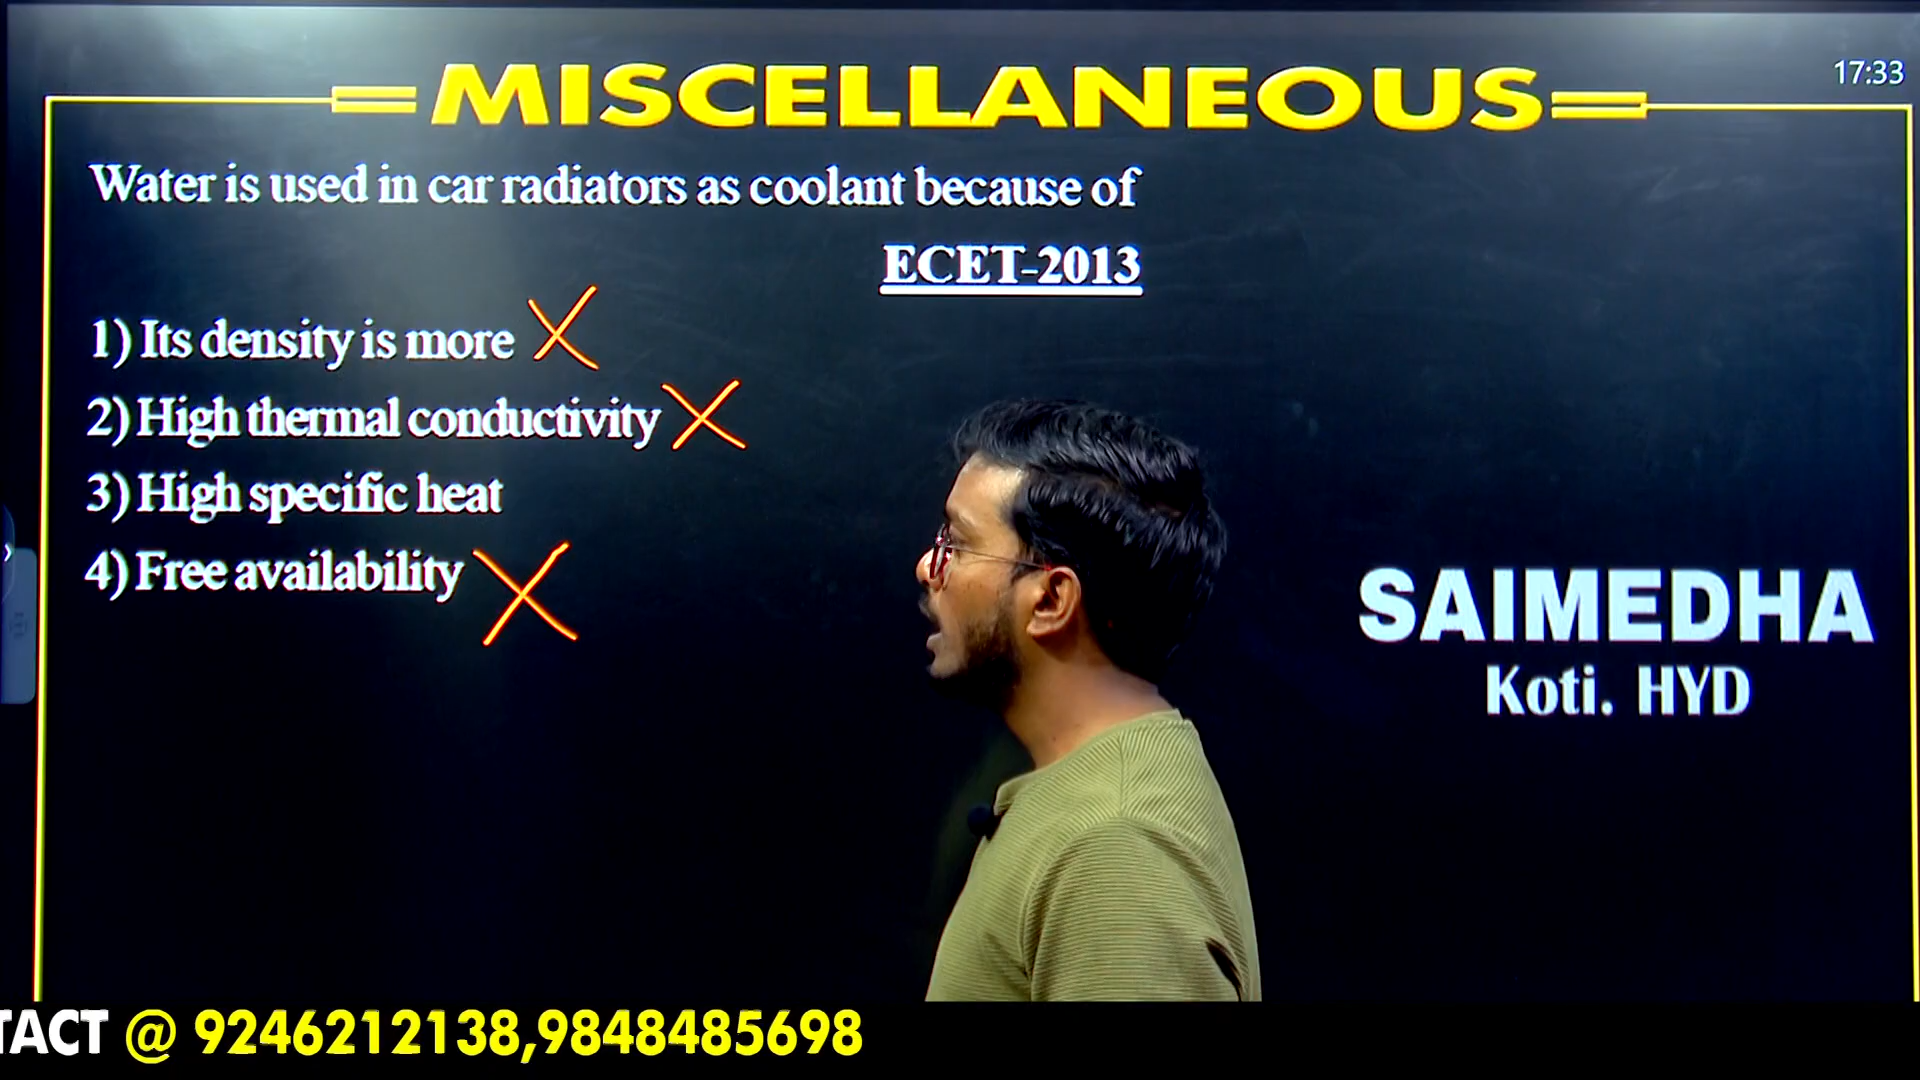 MISCELLANEOUS
17:33
Water is used in car radiators as coolant because of
ECET-2013
1) Its density is more
2) High thermal conductivity
3) High specific heat
4) Free availability
SAIMEDHA
Koti. HYD
TACT @ 9246212138,9848485698